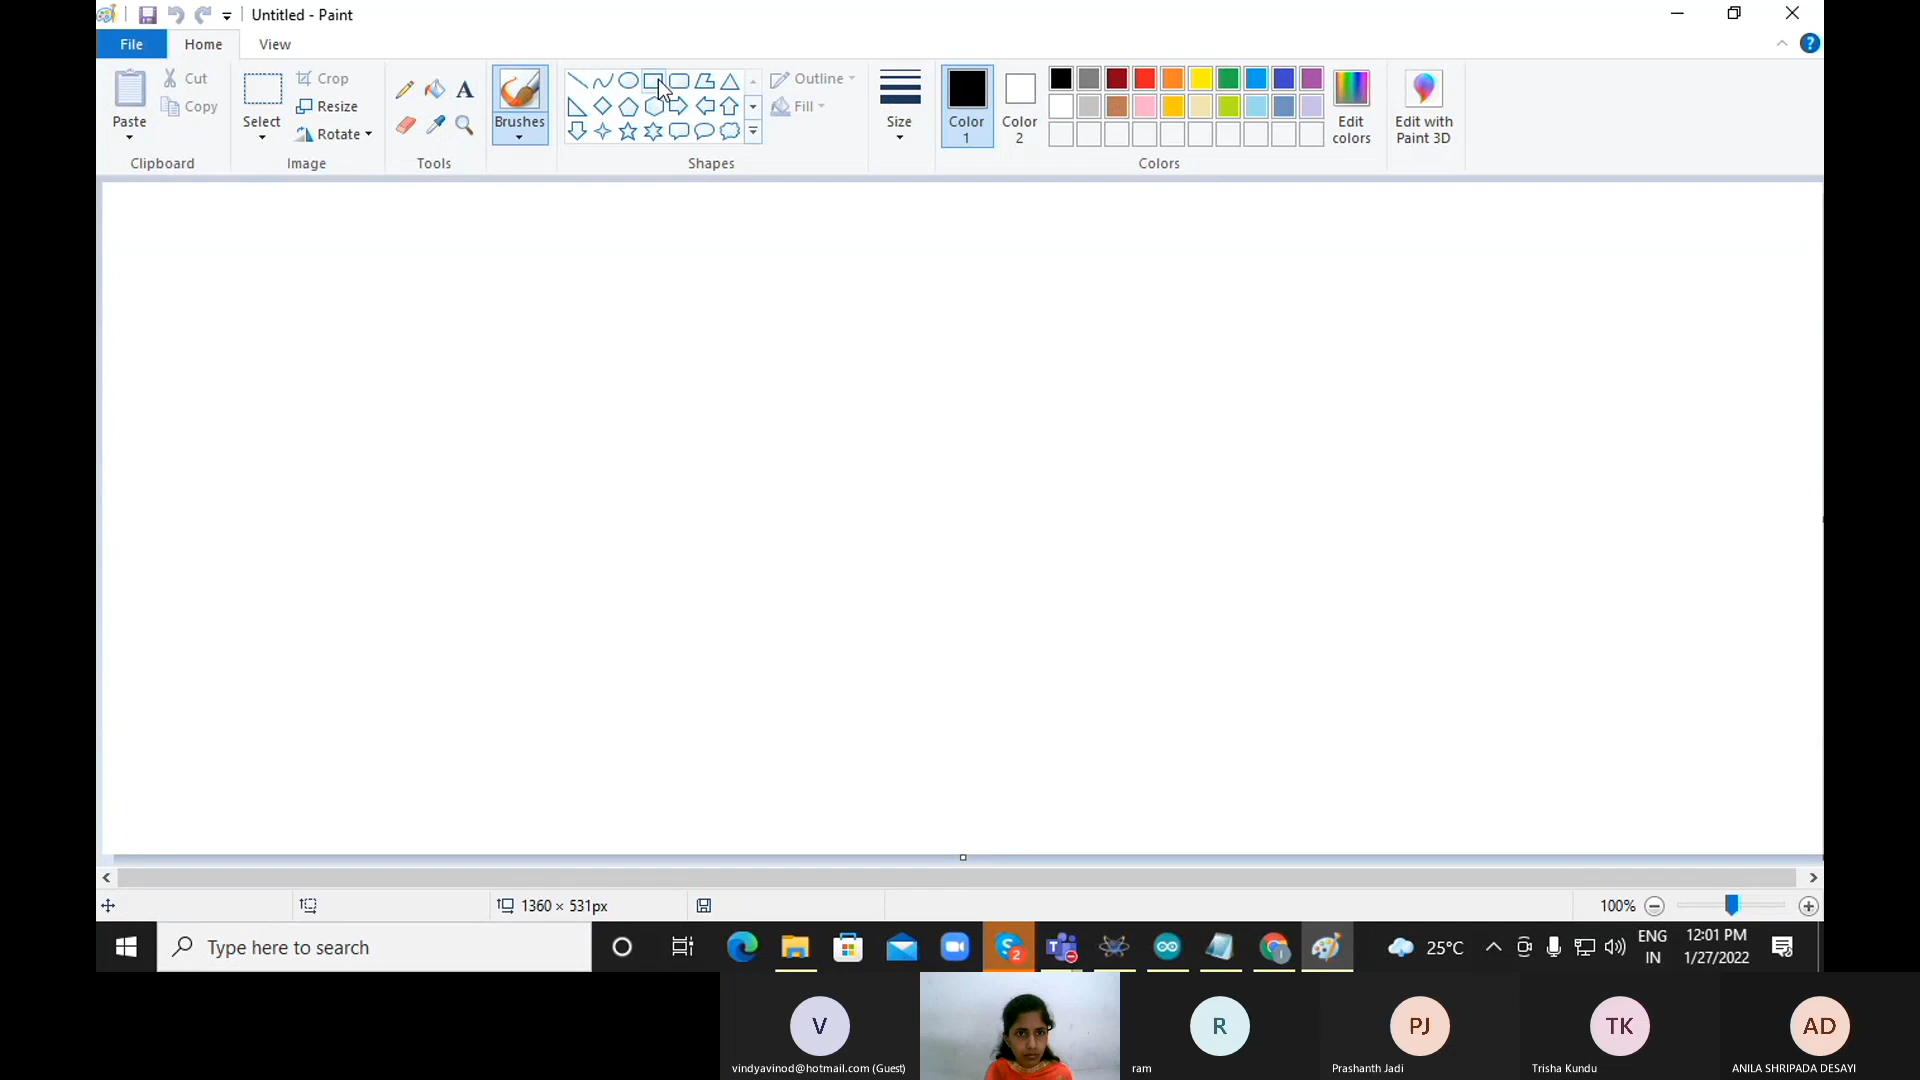 Untitled - Paint
File Home View
Paste
Cut
Copy
Clipboard
Select
Crop
Resize
Rotate
Image
A
Tools
Brushes
Outline
Fill
Shapes
Size
Color 1
Color 2
Edit colors
Colors
Edit with Paint 3D
1360 × 531px
100%
Type here to search
2
25°C
ENG IN
12:01 PM
1/27/2022
V
vindyavinod@hotmail.com (Guest)
R
ram
PJ
Prashanth Jadi
TK
Trisha Kundu
AD
ANILA SHRIPADA DESAYI